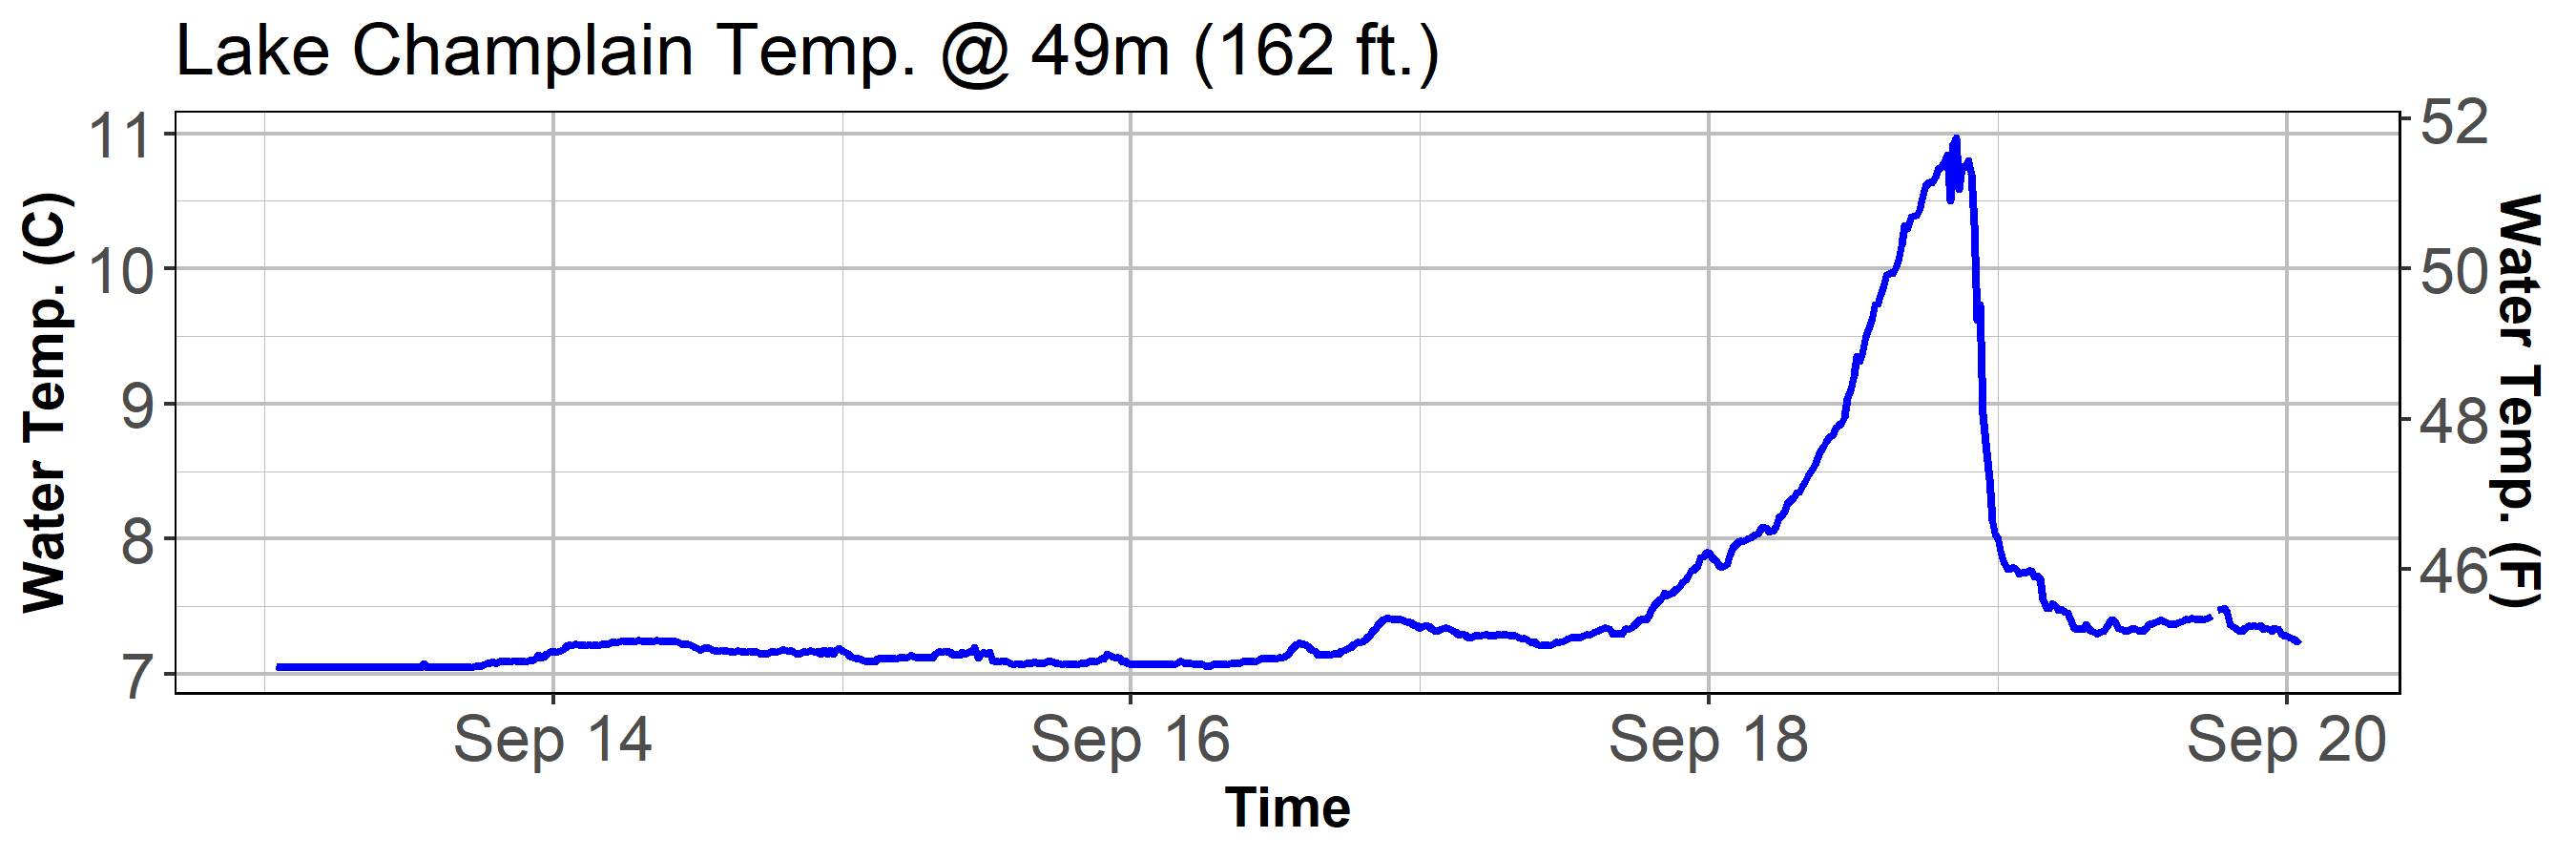 Lake Champlain Temp. @ 49m (162 ft.)
11
10
9
8
7
Water Temp. (C)
52
50
48
46
Water Temp. (F)
Sep 14 Sep 16 Sep 18 Sep 20
Time